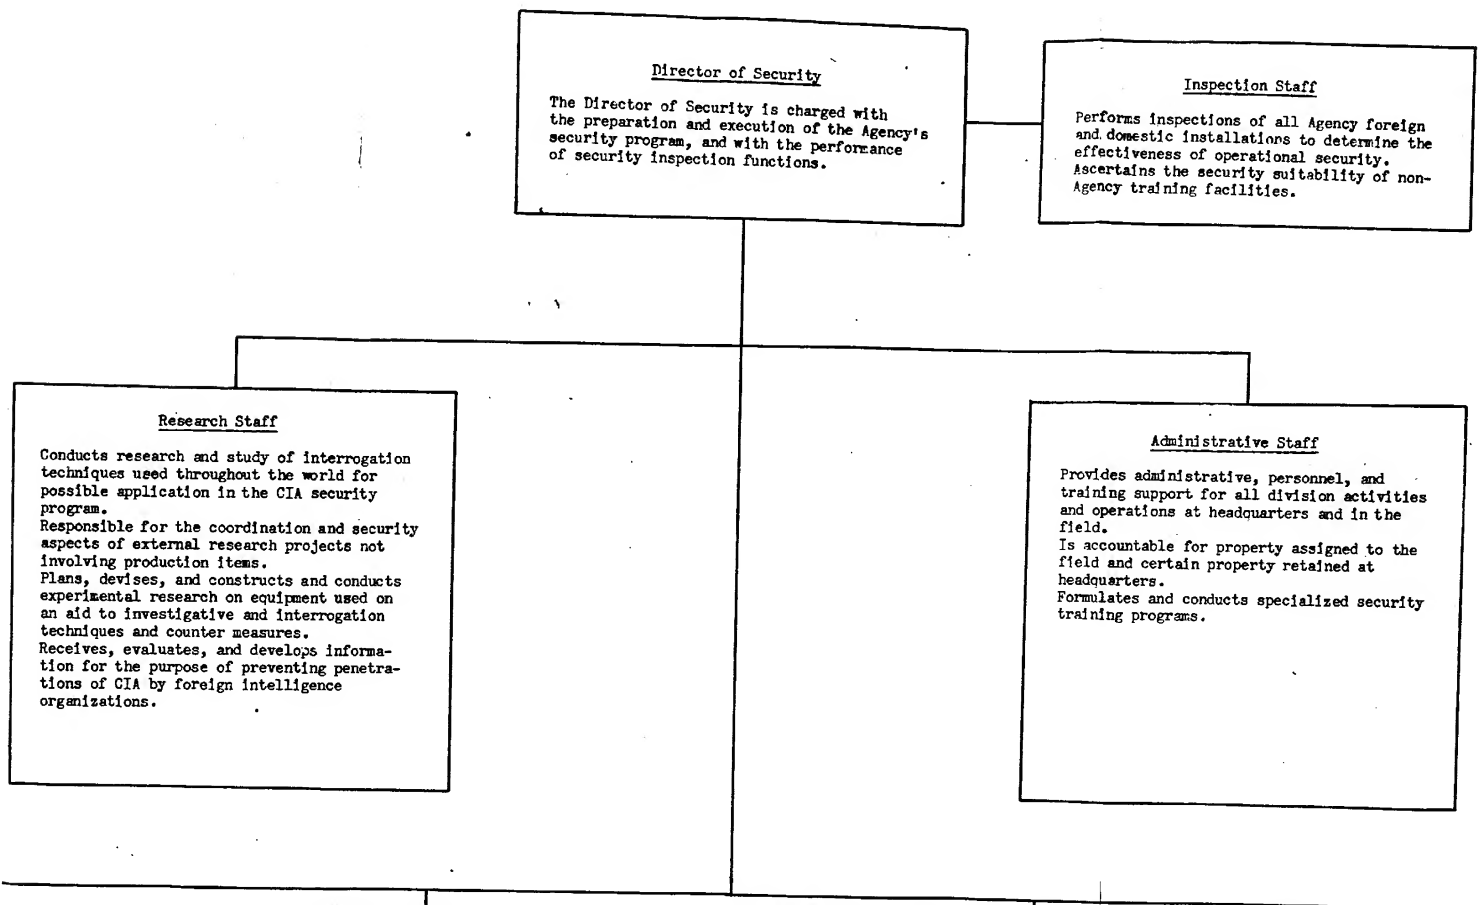 Director of Security
The Director of Security is charged with
the preparation and execution of the Agency's
security program, and with the performance
of security inspection functions.
Inspection Staff
Performs inspections of all Agency foreign
and domestic installations to determine the
effectiveness of operational security.
Ascertains the security suitability of non-
Agency training facilities.
Research Staff
Conducts research and study of interrogation
techniques used throughout the world for
possible application in the CIA security
program.
Responsible for the coordination and security
aspects of external research projects not
involving production items.
Plans, devises, and constructs and conducts
experimental research on equipment used on
an aid to investigative and interrogation
techniques and counter measures.
Receives, evaluates, and develops informa-
tion for the purpose of preventing penetra-
tions of CIA by foreign intelligence
organizations.
Administrative Staff
Provides administrative, personnel, and
training support for all division activities
and operations at headquarters and in the
field.
Is accountable for property assigned to the
field and certain property retained at
headquarters.
Formulates and conducts specialized security
training programs.